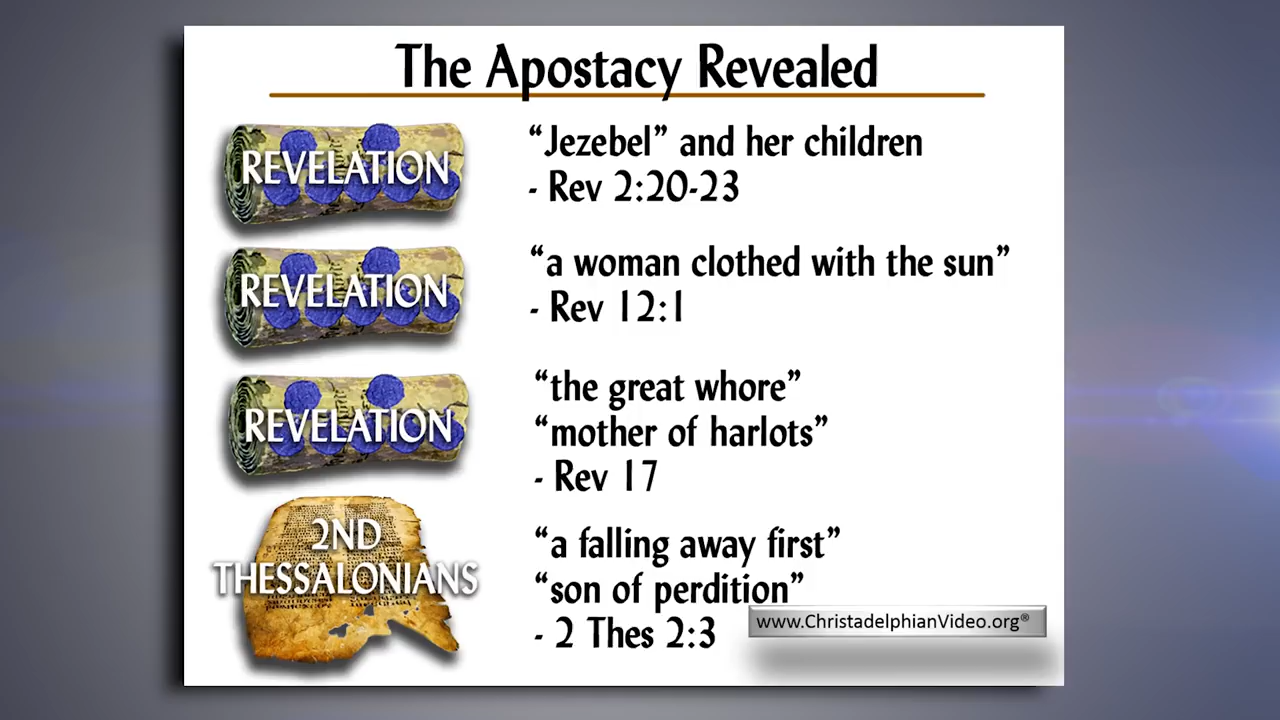 The Apostacy Revealed
REVELATION
“Jezebel” and her children
- Rev 2:20-23
REVELATION
“a woman clothed with the sun”
- Rev 12:1
REVELATION
“the great whore”
“mother of harlots”
- Rev 17
2ND
THESSALONIANS
“a falling away first”
“son of perdition”
- 2 Thes 2:3
www.ChristadelphianVideo.org®